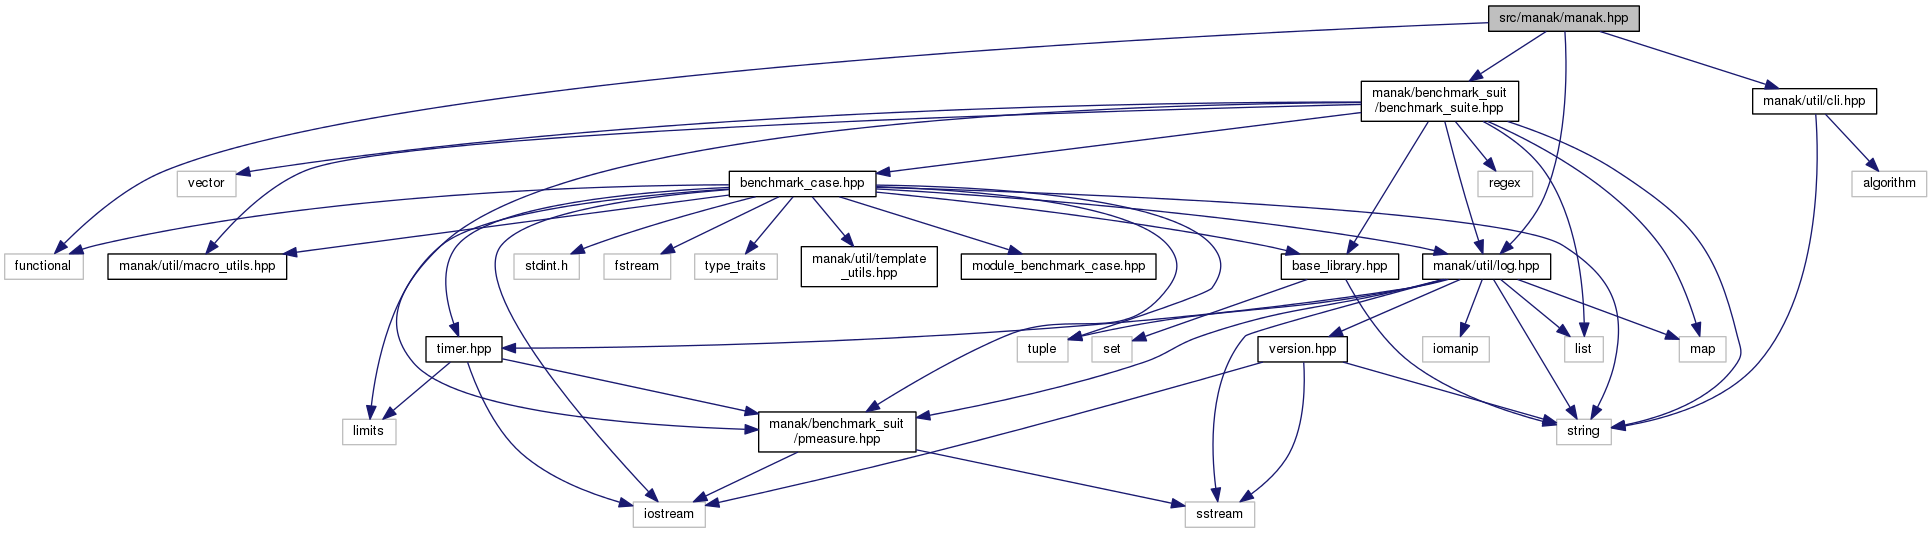 src/manak/manak.hpp
manak/benchmark_suit
/benchmark_suite.hpp
manak/util/cli.hpp
vector
benchmark_case.hpp
regex
algorithm
functional
manak/util/macro_utils.hpp
stdint.h
fstream
type_traits
manak/util/template
_utils.hpp
module_benchmark_case.hpp
base_library.hpp
manak/util/log.hpp
timer.hpp
tuple
set
version.hpp
iomanip
list
map
limits
manak/benchmark_suit
/pmeasure.hpp
string
iostream
sstream